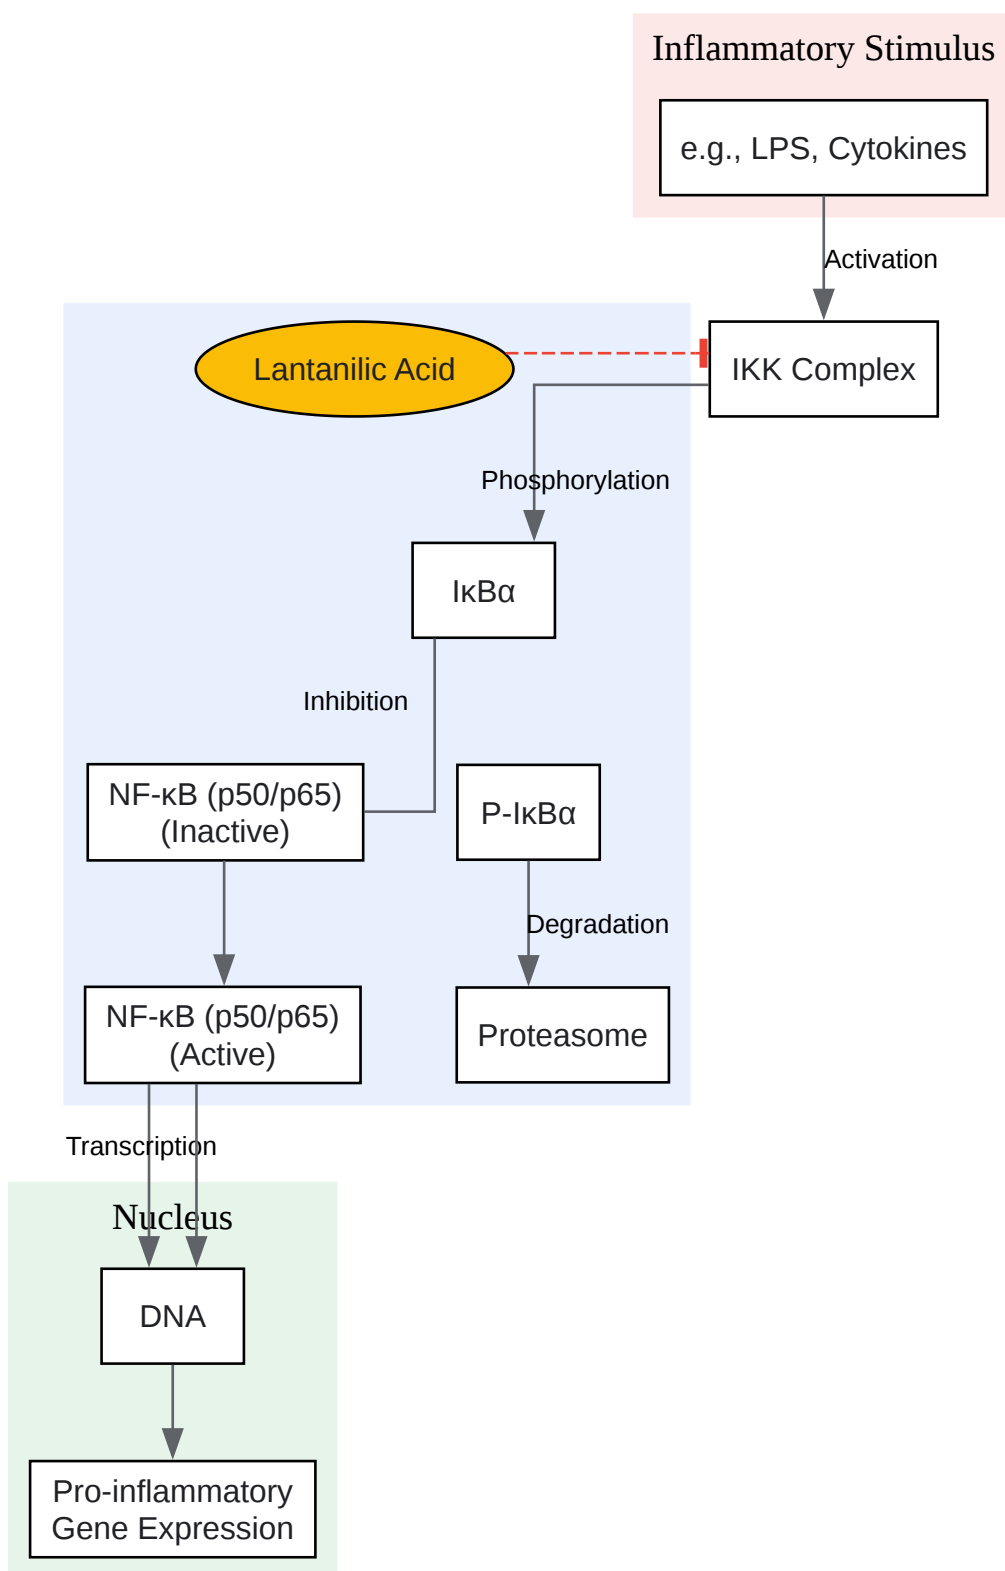 Inflammatory Stimulus
e.g., LPS, Cytokines
Activation
Lantanilic Acid
IKK Complex
Phosphorylation
IκBα
Inhibition
NF-κB (p50/p65)
(Inactive)
P-IκBα
Degradation
NF-κB (p50/p65)
(Active)
Proteasome
Transcription
Nucleus
DNA
Pro-inflammatory
Gene Expression